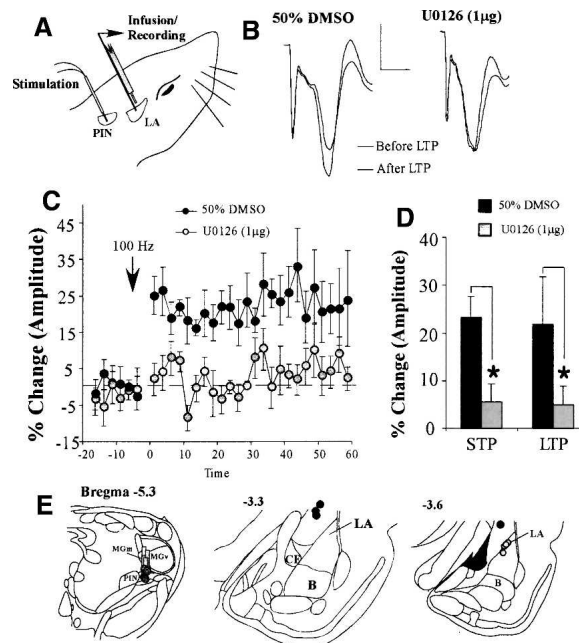 A
Infusion/
Recording
Stimulation
PIN
LA
B
50% DMSO
U0126 (1µg)
Before LTP
After LTP
C
50% DMSO
U0126 (1µg)
100 Hz
% Change (Amplitude)
45
35
25
15
5
-5
-15
-20 -10 0 10 20 30 40 50 60
Time
D
50% DMSO
U0126 (1µg)
% Change (Amplitude)
40
30
20
10
0
*
*
STP
LTP
E
Bregma -5.3
MGm
MGv
PIN
-3.3
LA
CE
B
-3.6
LA
B